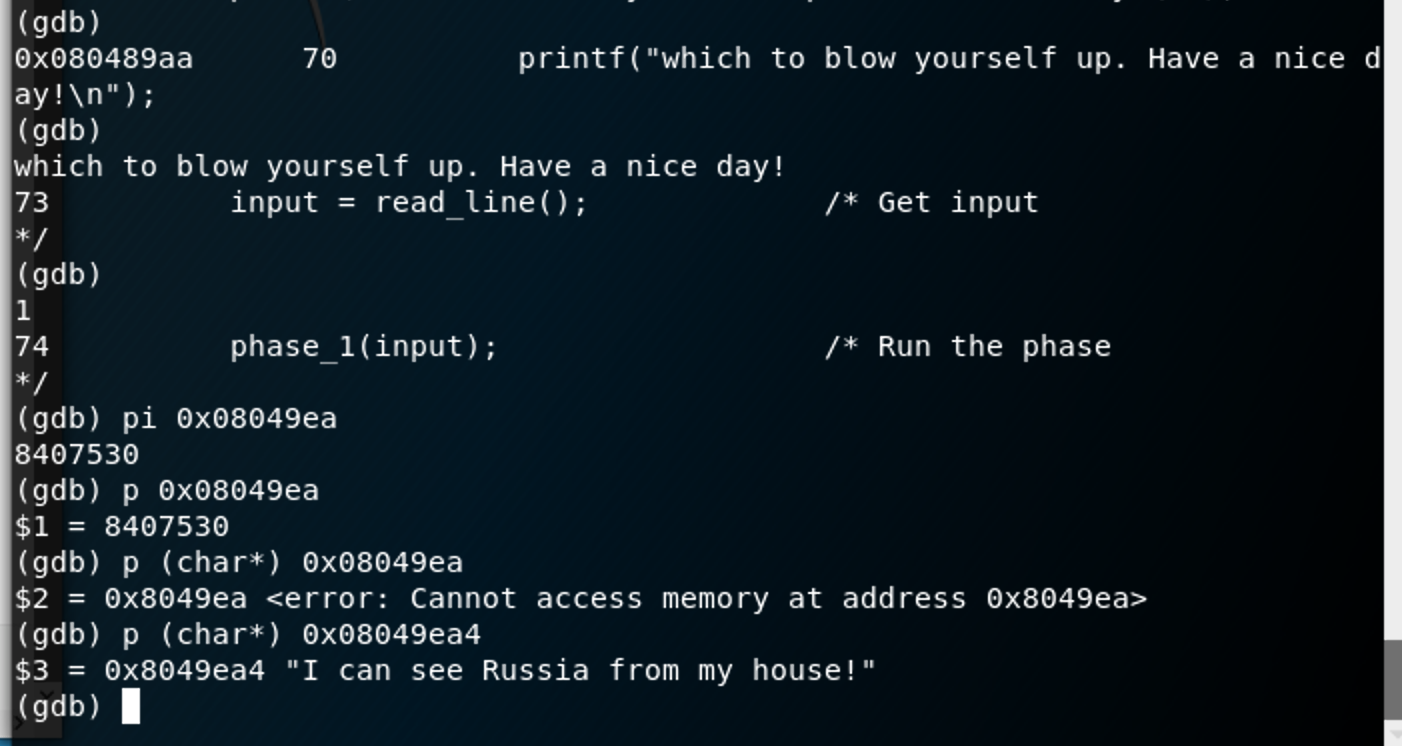 (gdb)
0x080489aa      70          printf("which to blow yourself up. Have a nice d
ay!\n");
(gdb)
which to blow yourself up. Have a nice day!
73          input = read_line();             /* Get input
*/
(gdb)
1
74          phase_1(input);                  /* Run the phase
*/
(gdb) pi 0x08049ea
8407530
(gdb) p 0x08049ea
$1 = 8407530
(gdb) p (char*) 0x08049ea
$2 = 0x8049ea <error: Cannot access memory at address 0x8049ea>
(gdb) p (char*) 0x08049ea4
$3 = 0x8049ea4 "I can see Russia from my house!"
(gdb)